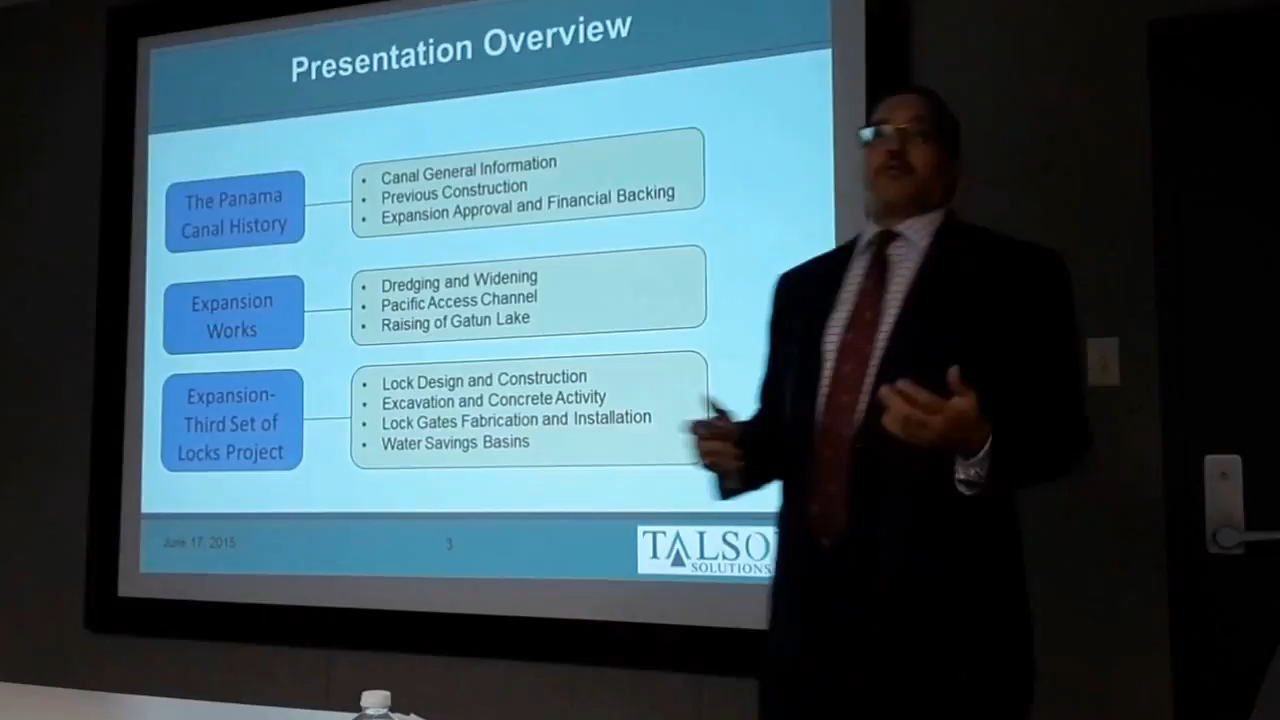 Presentation Overview
The Panama
Canal History
• Canal General Information
• Previous Construction
• Expansion Approval and Financial Backing
Expansion
Works
• Dredging and Widening
• Pacific Access Channel
• Raising of Gatun Lake
Expansion-
Third Set of
Locks Project
• Lock Design and Construction
• Excavation and Concrete Activity
• Lock Gates Fabrication and Installation
• Water Savings Basins
June 17, 2015
3
TALSO
SOLUTIONS